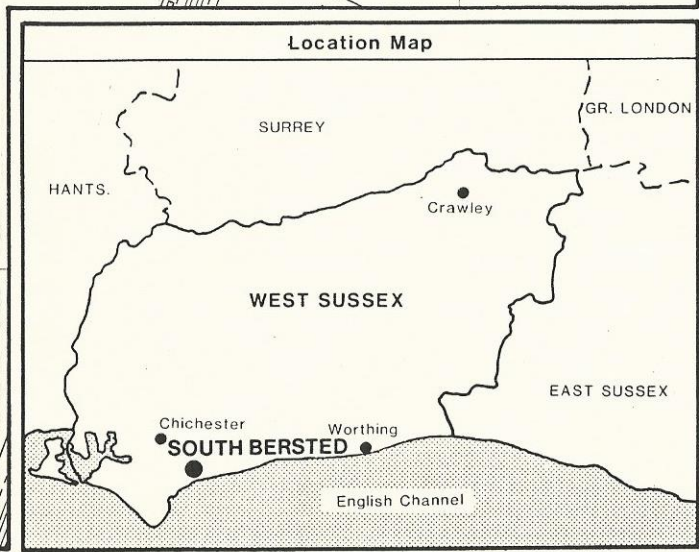 Location Map
GR. LONDON
SURREY
HANTS.
Crawley
WEST SUSSEX
EAST SUSSEX
Chichester
Worthing
SOUTH BERSTED
English Channel